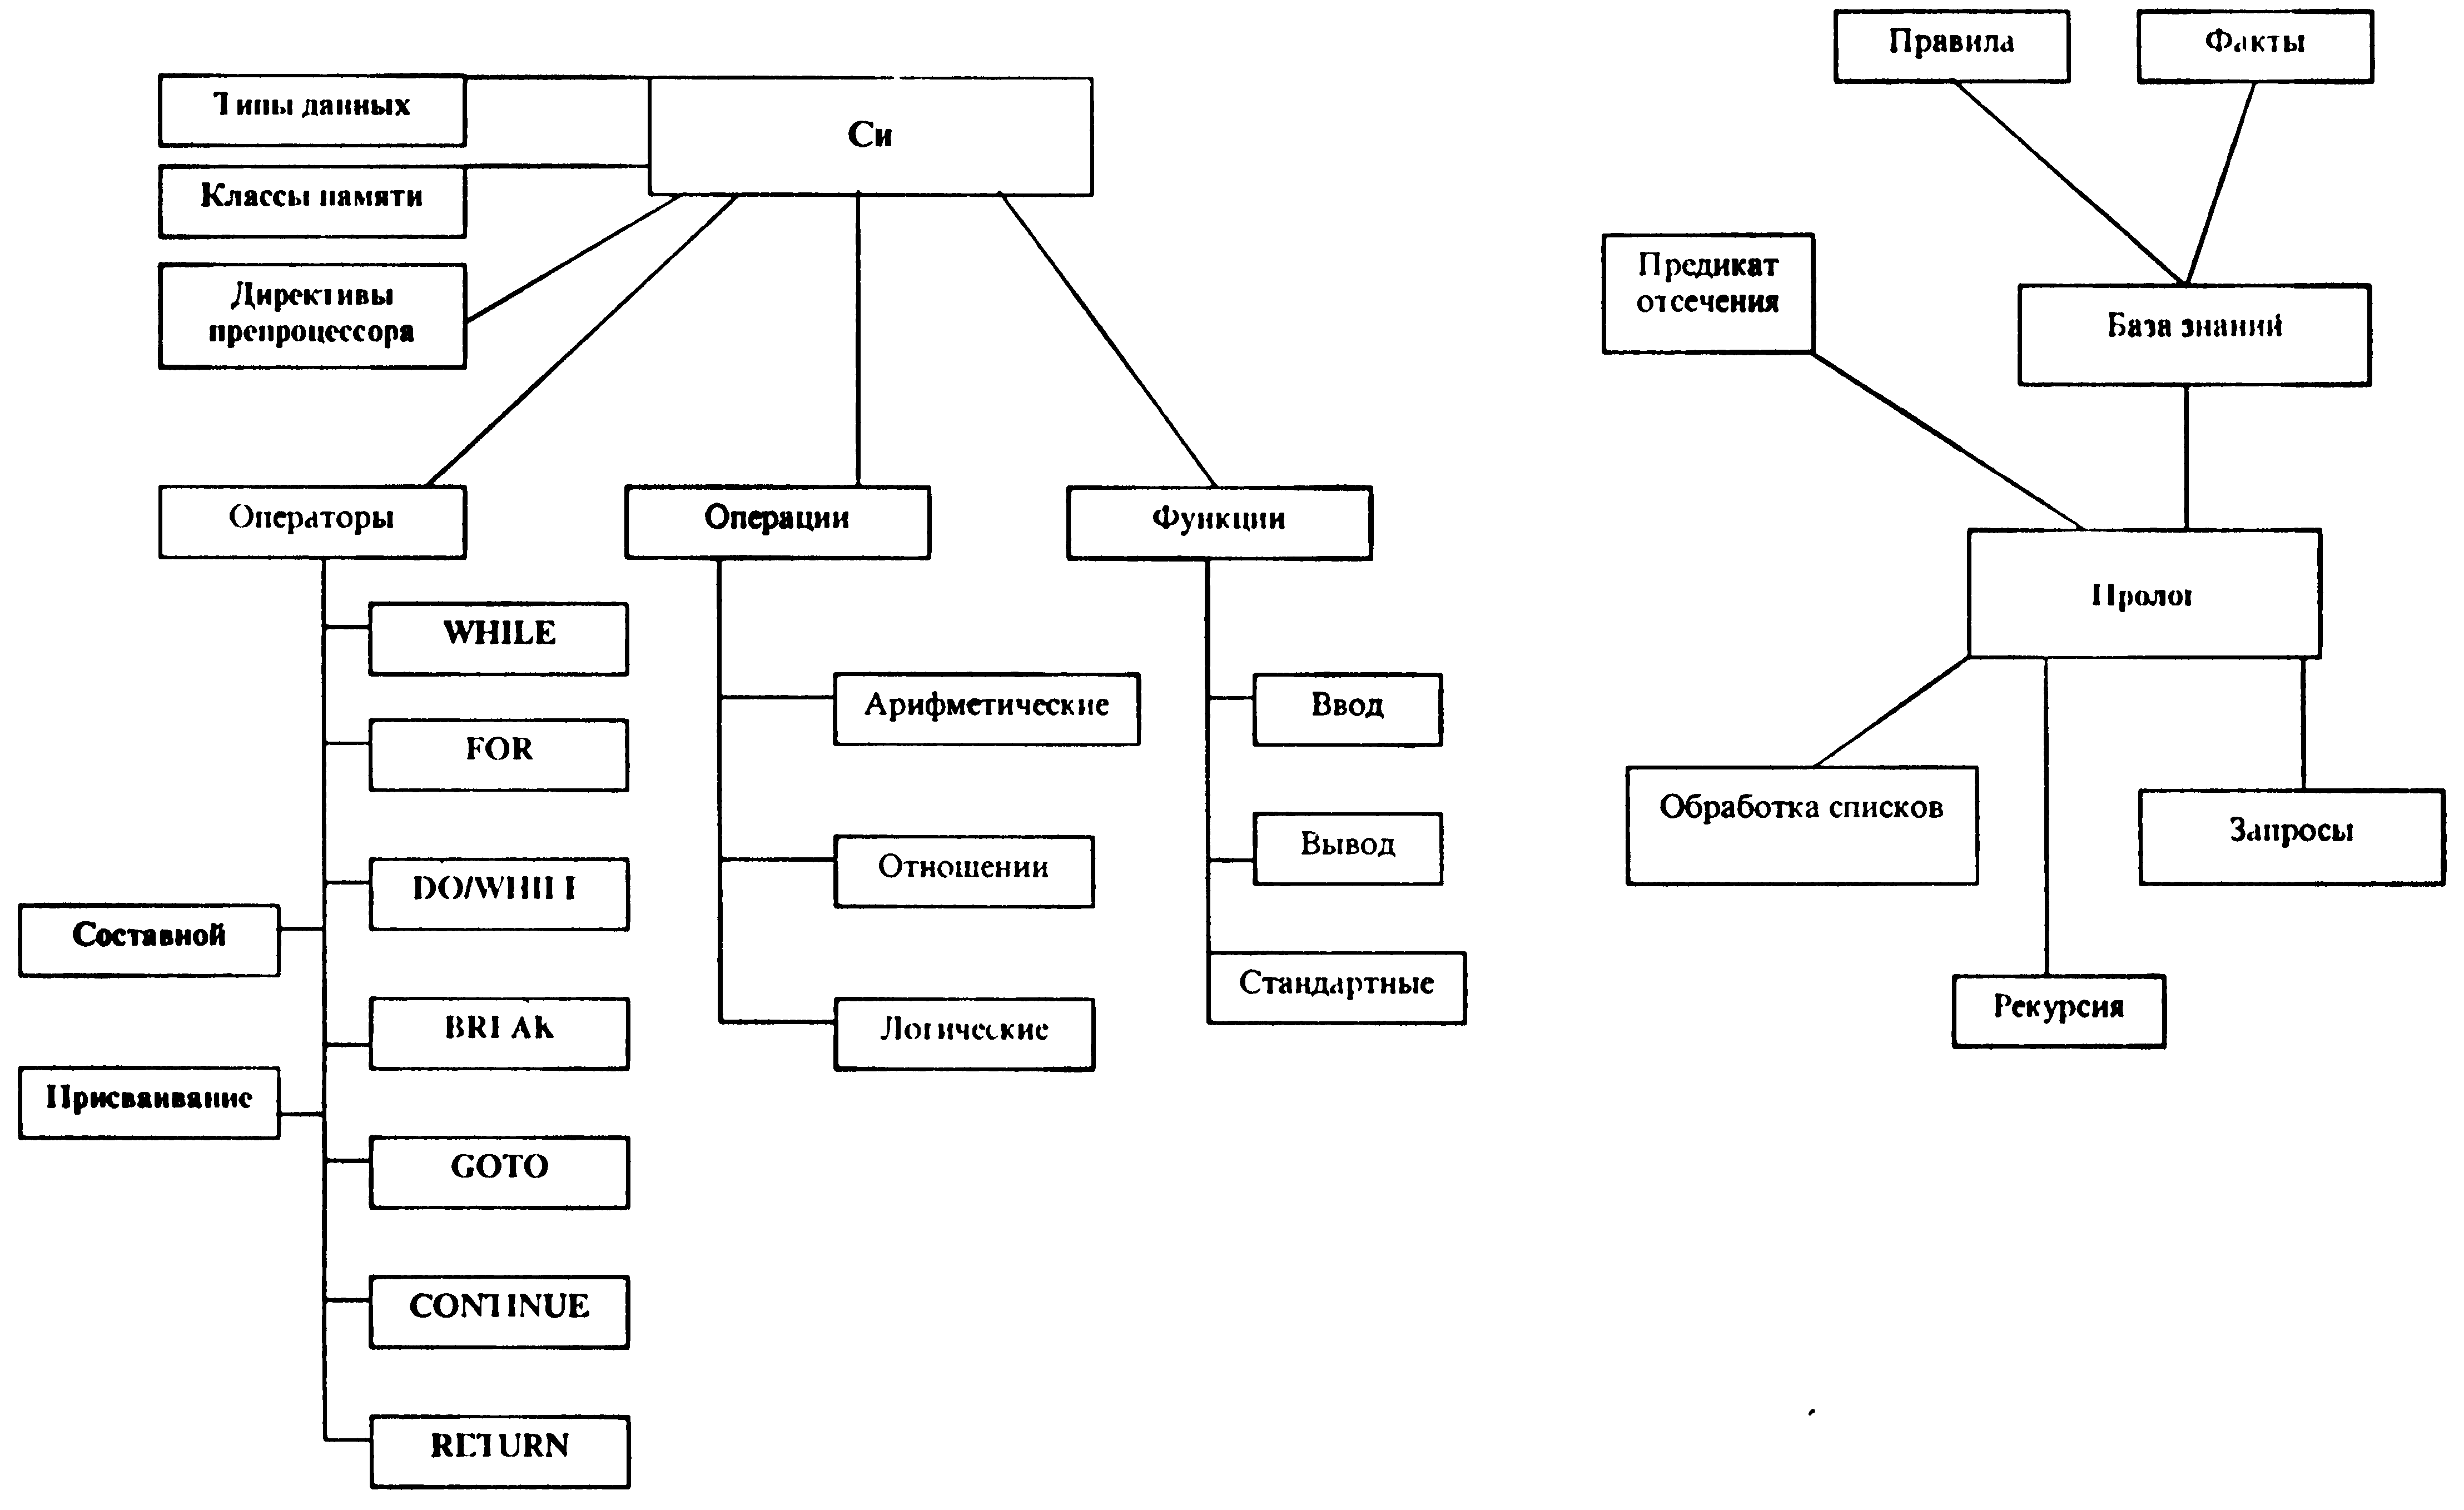 Типы данных
Классы памяти
Директивы
препроцессора
Си
Операторы
Операции
Функции
WHILE
FOR
DO/WHILE
Составной
BREAK
Присваивание
GOTO
CONTINUE
RETURN
Арифметические
Отношении
Логические
Ввод
Вывод
Стандартные
Правила
Факты
Предикат
отсечения
База знаний
Пролог
Обработка списков
Запросы
Рекурсия